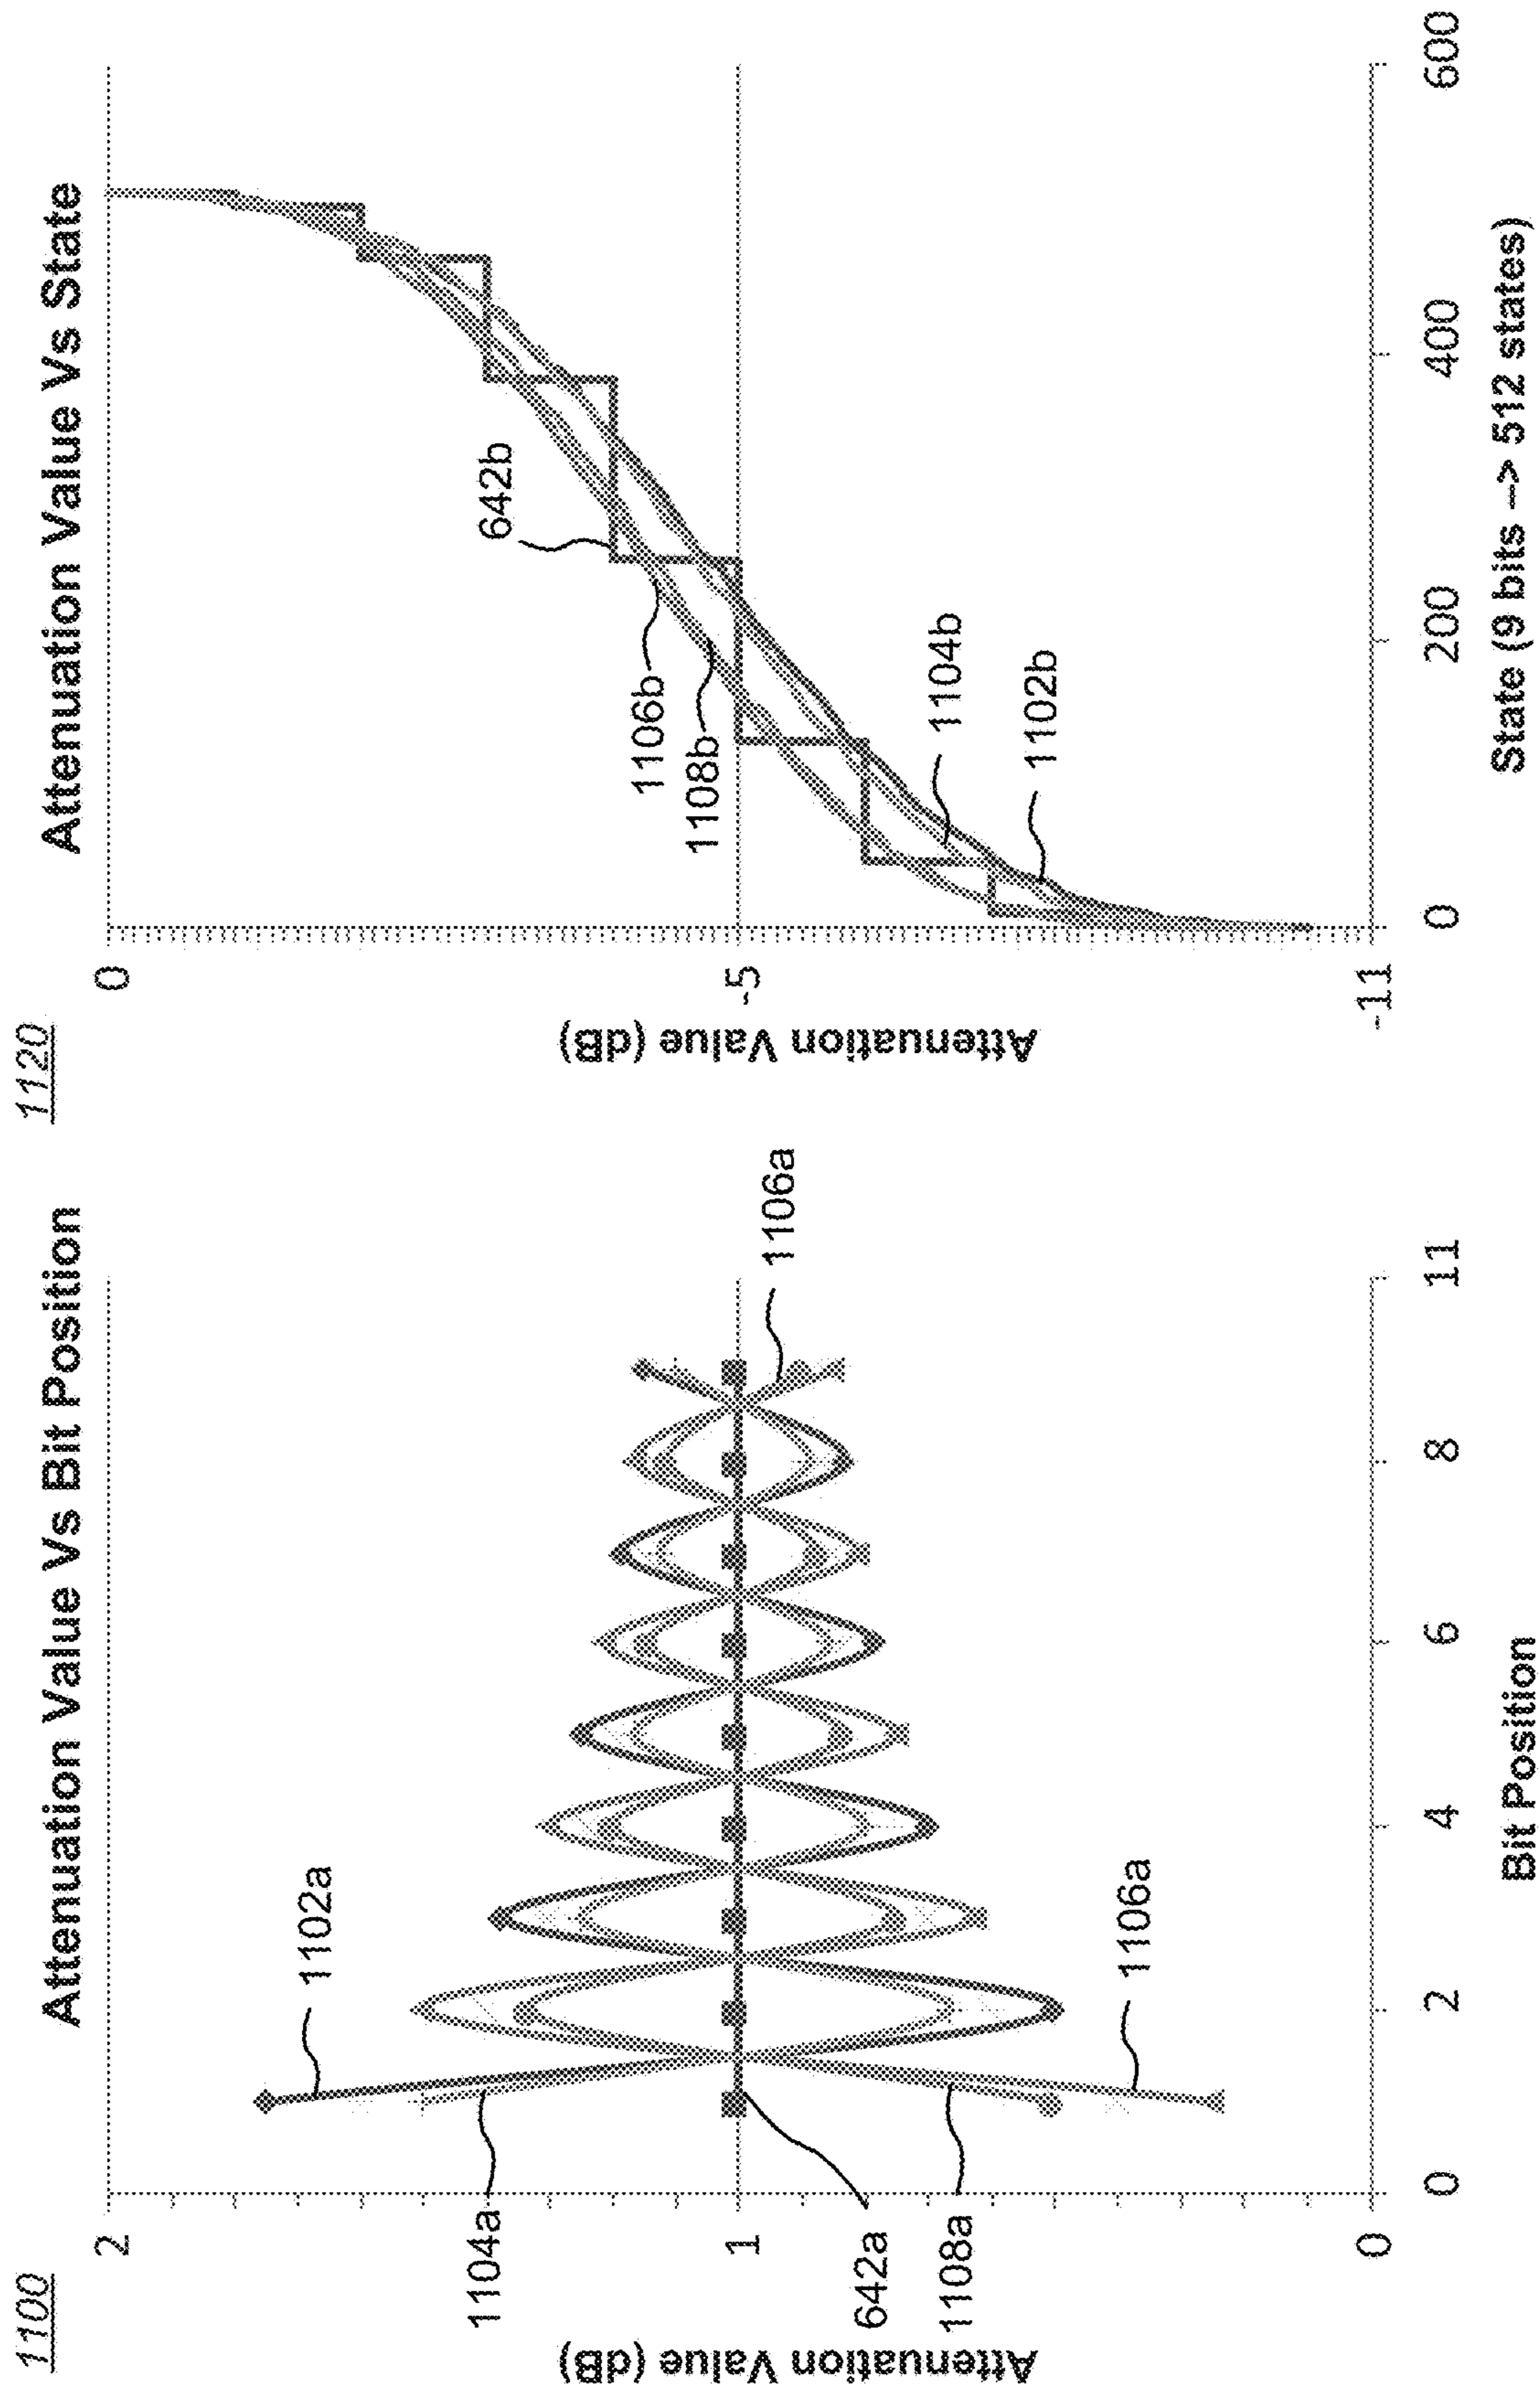 1100
Attenuation Value Vs Bit Position
Attenuation Value (dB)
2
1
0
1104a
642a
1108a
1102a
1106a
1106a
0
2
4
6
8
11
Bit Position
1120
Attenuation Value Vs State
Attenuation Value (dB)
0
-5
-11
642b
1106b
1108b
1104b
1102b
0
200
400
600
State (9 bits --> 512 states)